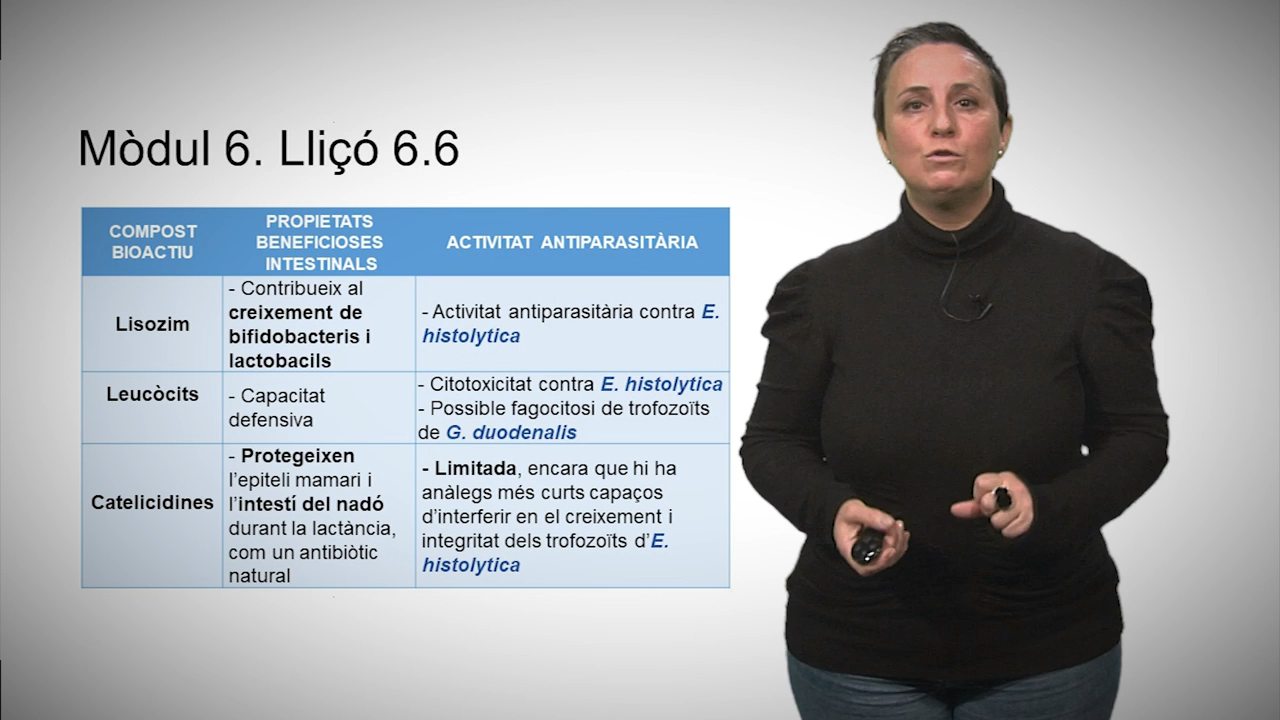 Mòdul 6. Lliçó 6.6
COMPOST
BIOACTIU
PROPIETATS
BENEFICIOSES
INTESTINALS
ACTIVITAT ANTIPARASITÀRIA
Lisozim
- Contribueix al
creixement de
bifidobacteris i
lactobacils
- Activitat antiparasitària contra E.
histolytica
Leucòcits
- Capacitat
defensiva
- Citotoxicitat contra E. histolytica
- Possible fagocitosi de trofozoïts
de G. duodenalis
Catelicidines
- Protegeixen
l'epiteli mamari i
l'intestí del nadó
durant la lactància,
com un antibiòtic
natural
- Limitada, encara que hi ha
anàlegs més curts capaços
d'interferir en el creixement i
integritat dels trofozoïts d'E.
histolytica